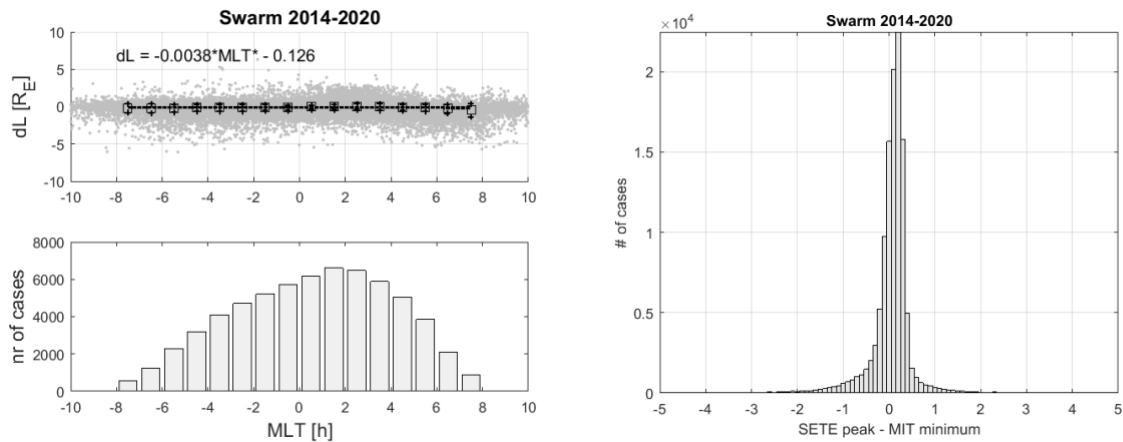 Swarm 2014-2020
dL = -0.0038*MLT* - 0.126
dL [R_E]
10
5
0
-5
-10
-10 -8 -6 -4 -2 0 2 4 6 8 10
nr of cases
8000
6000
4000
2000
0
-10 -8 -6 -4 -2 0 2 4 6 8 10
MLT [h]
×10^4
Swarm 2014-2020
# of cases
2
1.5
1
0.5
0
-5 -4 -3 -2 -1 0 1 2 3 4 5
SETE peak - MIT minimum